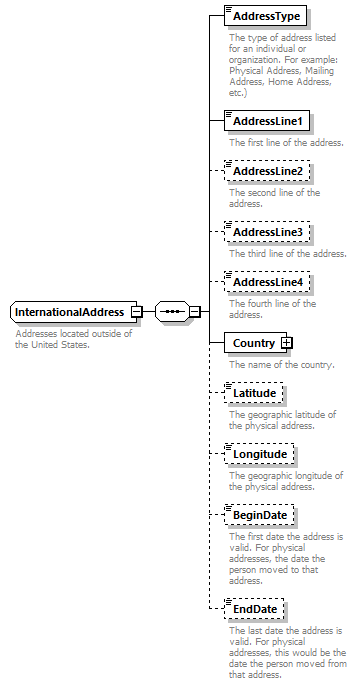 AddressType
The type of address listed
for an individual or
organization. For example:
Physical Address, Mailing
Address, Home Address,
etc.)
AddressLine1
The first line of the address.
AddressLine2
The second line of the
address.
AddressLine3
The third line of the address.
AddressLine4
The fourth line of the
address.
InternationalAddress
Addresses located outside of
the United States.
Country
The name of the country.
Latitude
The geographic latitude of
the physical address.
Longitude
The geographic longitude of
the physical address.
BeginDate
The first date the address is
valid. For physical
addresses, the date the
person moved to that
address.
EndDate
The last date the address is
valid. For physical
addresses, this would be the
date the person moved from
that address.